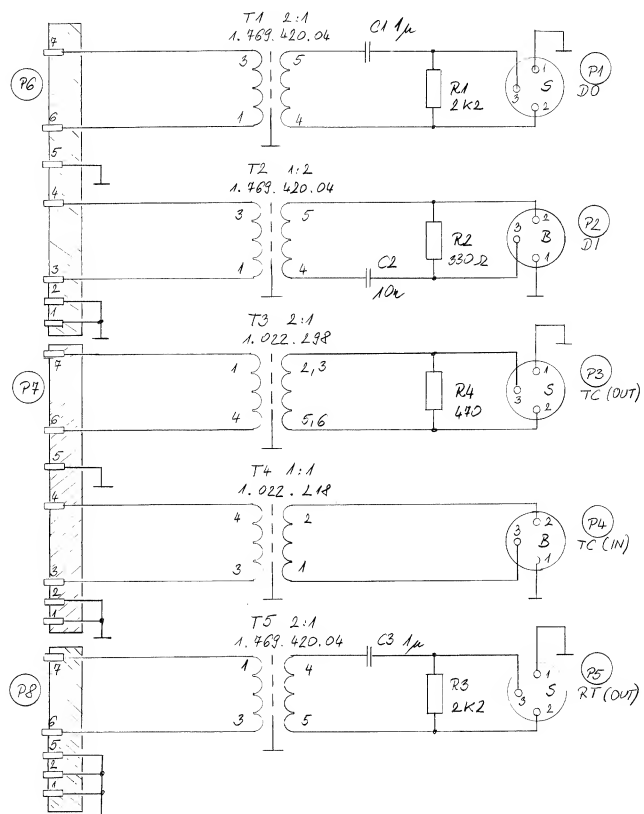 T1 2:1
1.769.420.04
C1 1µ
7
3
5
P6
R1
2K2
3
1
S
2
P1
DO
6
1
4
5
T2 1:2
1.769.420.04
4
3
5
R2
330Ω
3
2
B
1
P2
DI
3
1
4
C2
10n
2
1
T3 2:1
1.022.298
7
1
2,3
P7
R4
470
3
1
S
2
P3
TC (OUT)
6
4
5,6
5
T4 1:1
1.022.218
4
4
2
3
2
B
1
P4
TC (IN)
3
3
1
2
1
T5 2:1
1.769.420.04
C3 1µ
7
1
4
P8
R3
2K2
3
1
S
2
P5
RT (OUT)
6
3
5
5
2
1